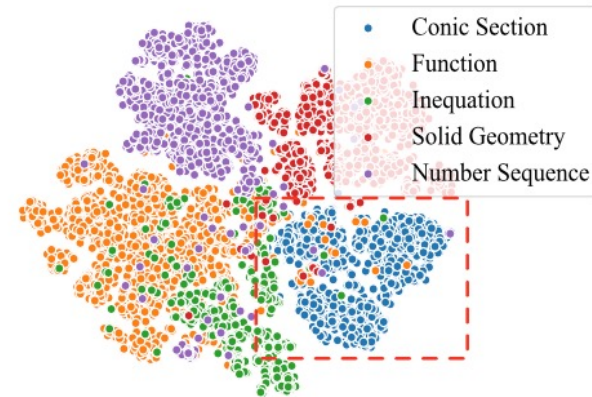 Conic Section
Function
Inequation
Solid Geometry
Number Sequence